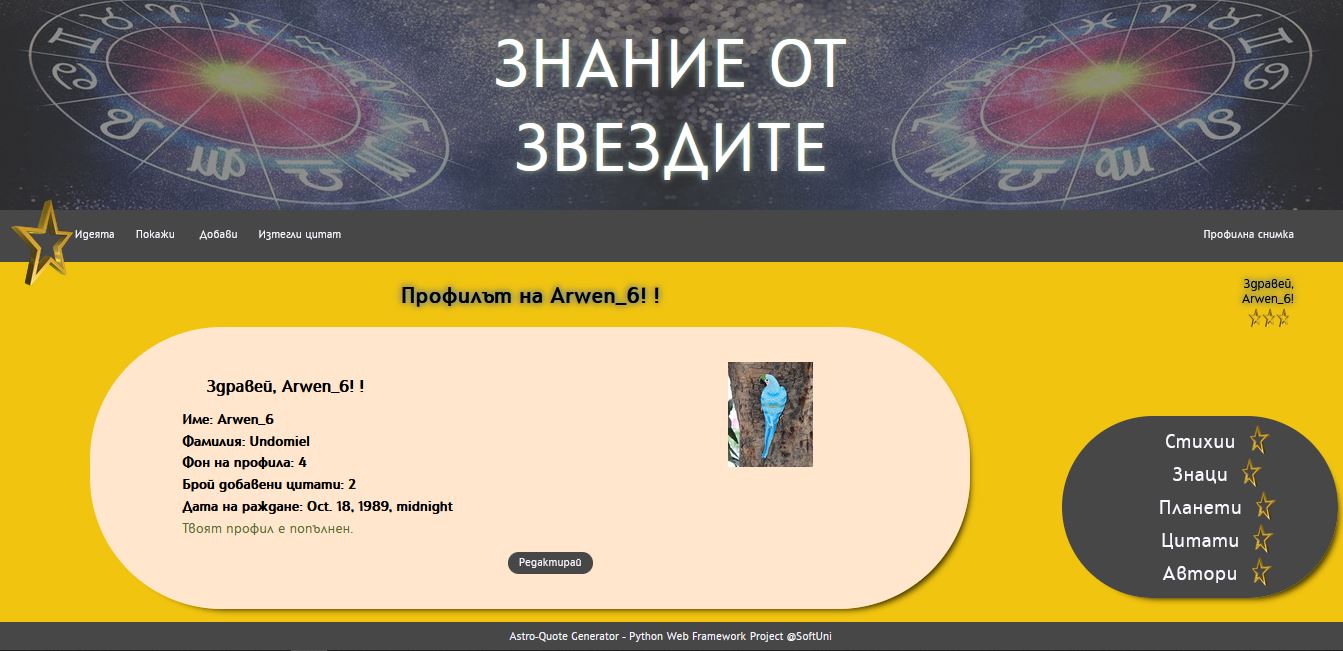 ЗНАНИЕ ОТ
ЗВЕЗДИТЕ
Идеята Покажи Добави Изтегли цитат Профилна снимка
Профилът на Arwen_6! !
Здравей,
Arwen_6!
Здравей, Arwen_6! !
Име: Arwen_6
Фамилия: Undomiel
Фон на профила: 4
Брой добавени цитати: 2
Дата на раждане: Oct. 18, 1989, midnight
Твоят профил е попълнен.
Редактирай
Стихии
Знаци
Планети
Цитати
Автори
Astro-Quote Generator - Python Web Framework Project @SoftUni